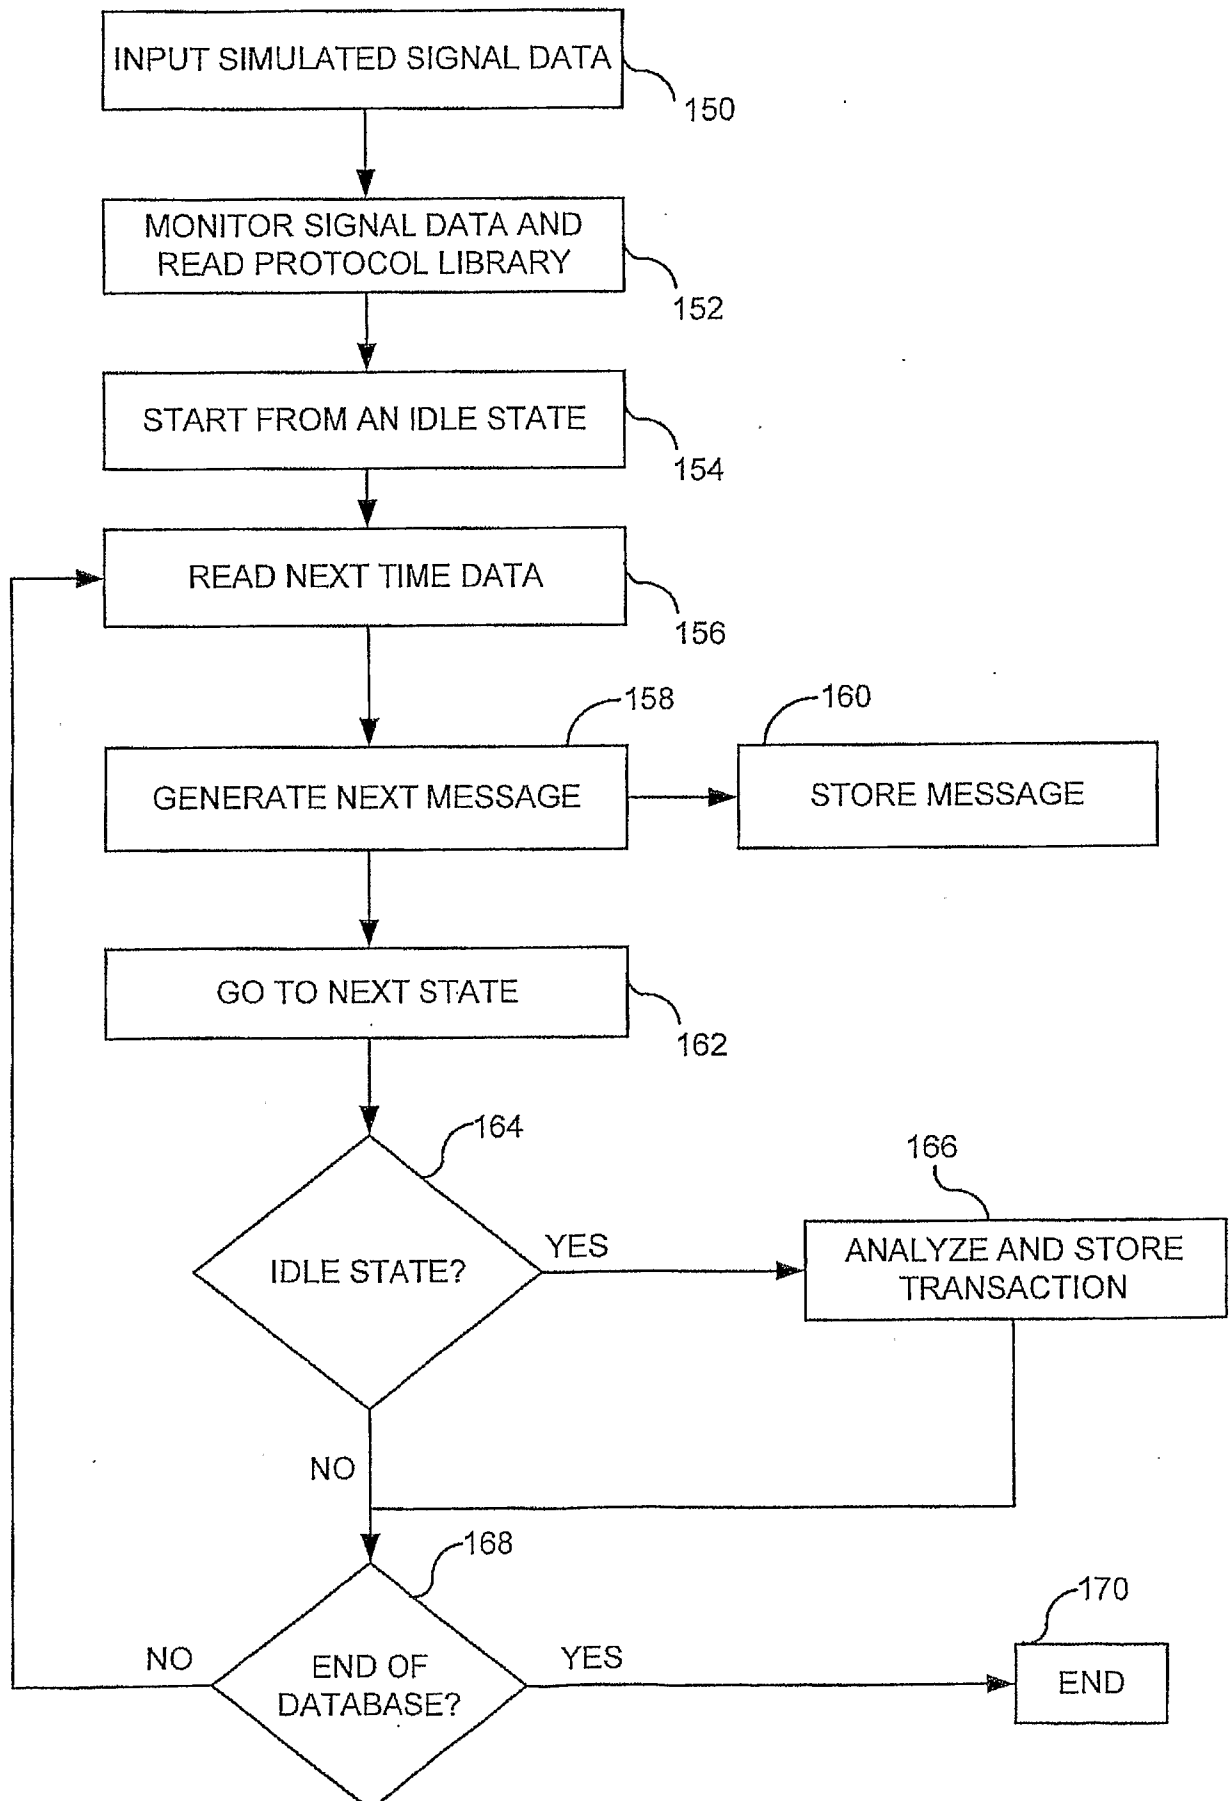 INPUT SIMULATED SIGNAL DATA
150
MONITOR SIGNAL DATA AND
READ PROTOCOL LIBRARY
152
START FROM AN IDLE STATE
154
READ NEXT TIME DATA
156
158
160
GENERATE NEXT MESSAGE
STORE MESSAGE
GO TO NEXT STATE
162
164
166
IDLE STATE?
YES
ANALYZE AND STORE
TRANSACTION
NO
168
170
NO
END OF
DATABASE?
YES
END